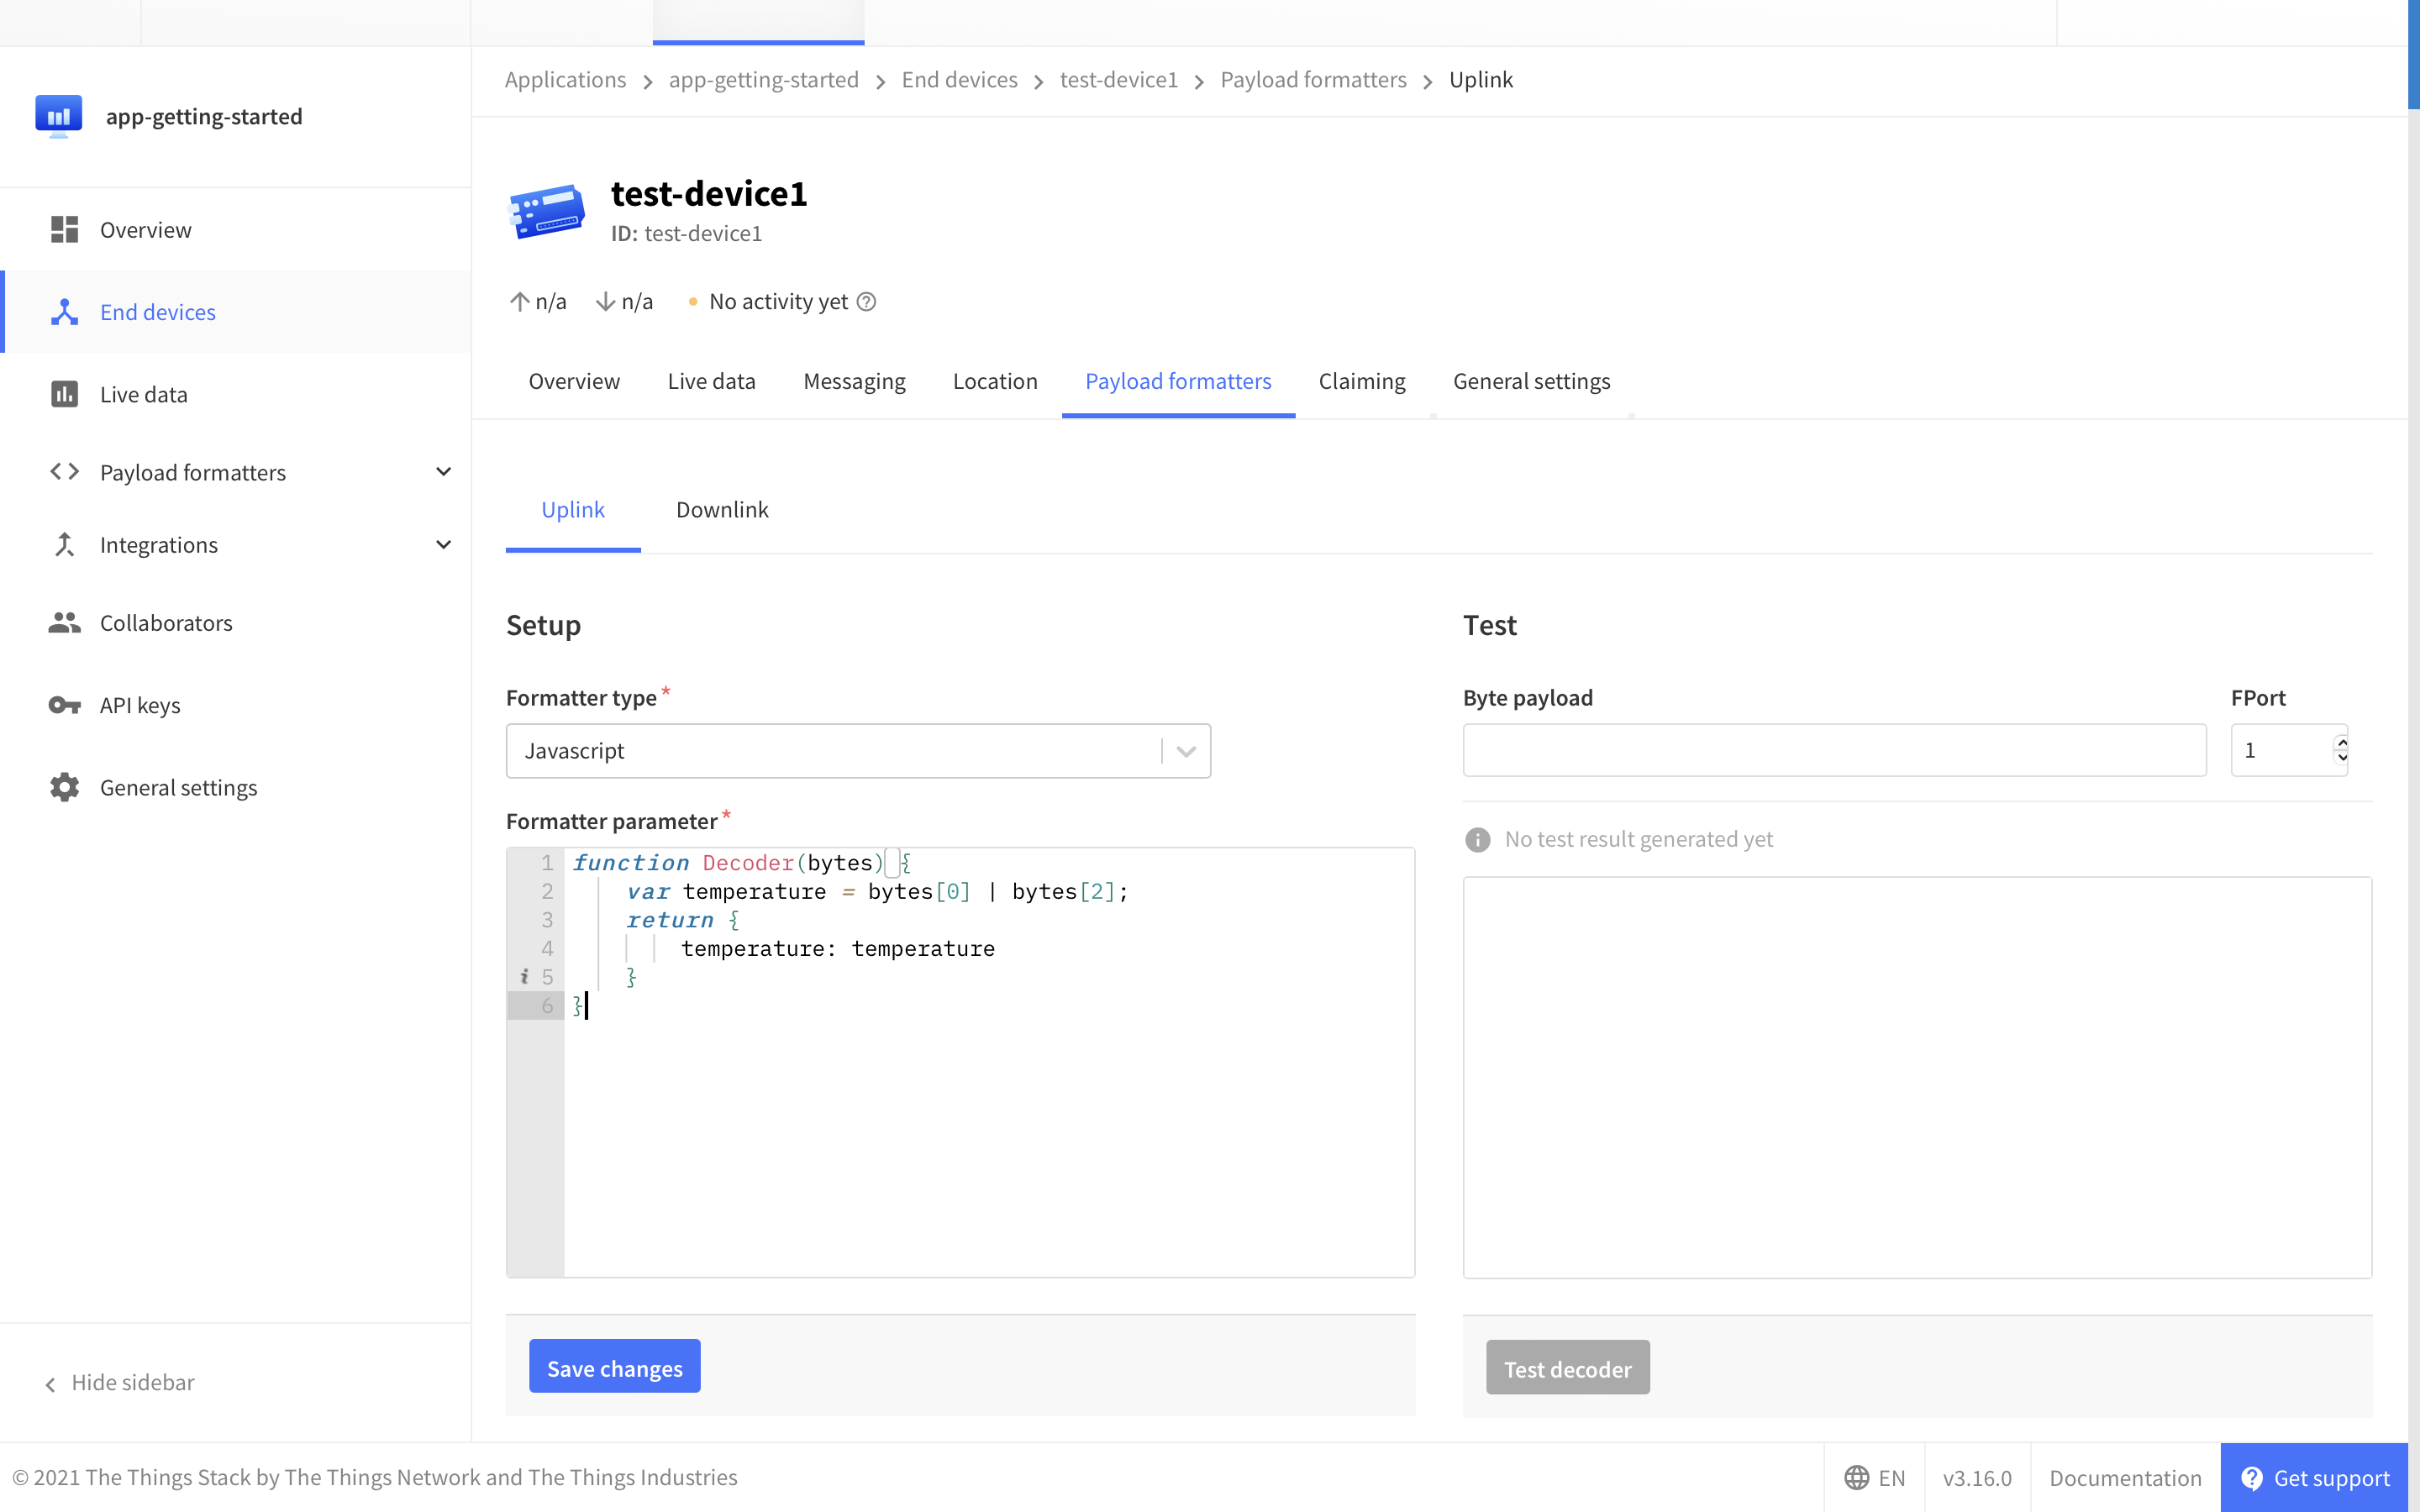 Applications > app-getting-started > End devices > test-device1 > Payload formatters > Uplink
app-getting-started
Overview
End devices
Live data
Payload formatters
Integrations
Collaborators
API keys
General settings
Hide sidebar
test-device1
ID: test-device1
n/a n/a No activity yet
Overview Live data Messaging Location Payload formatters Claiming General settings
Uplink Downlink
Setup
Formatter type*
Javascript
Formatter parameter*
1 function Decoder(bytes) {
2 var temperature = bytes[0] | bytes[2];
3 return {
4 temperature: temperature
i 5 }
6 }
Save changes
Test
Byte payload FPort
1
No test result generated yet
Test decoder
© 2021 The Things Stack by The Things Network and The Things Industries
EN v3.16.0 Documentation Get support